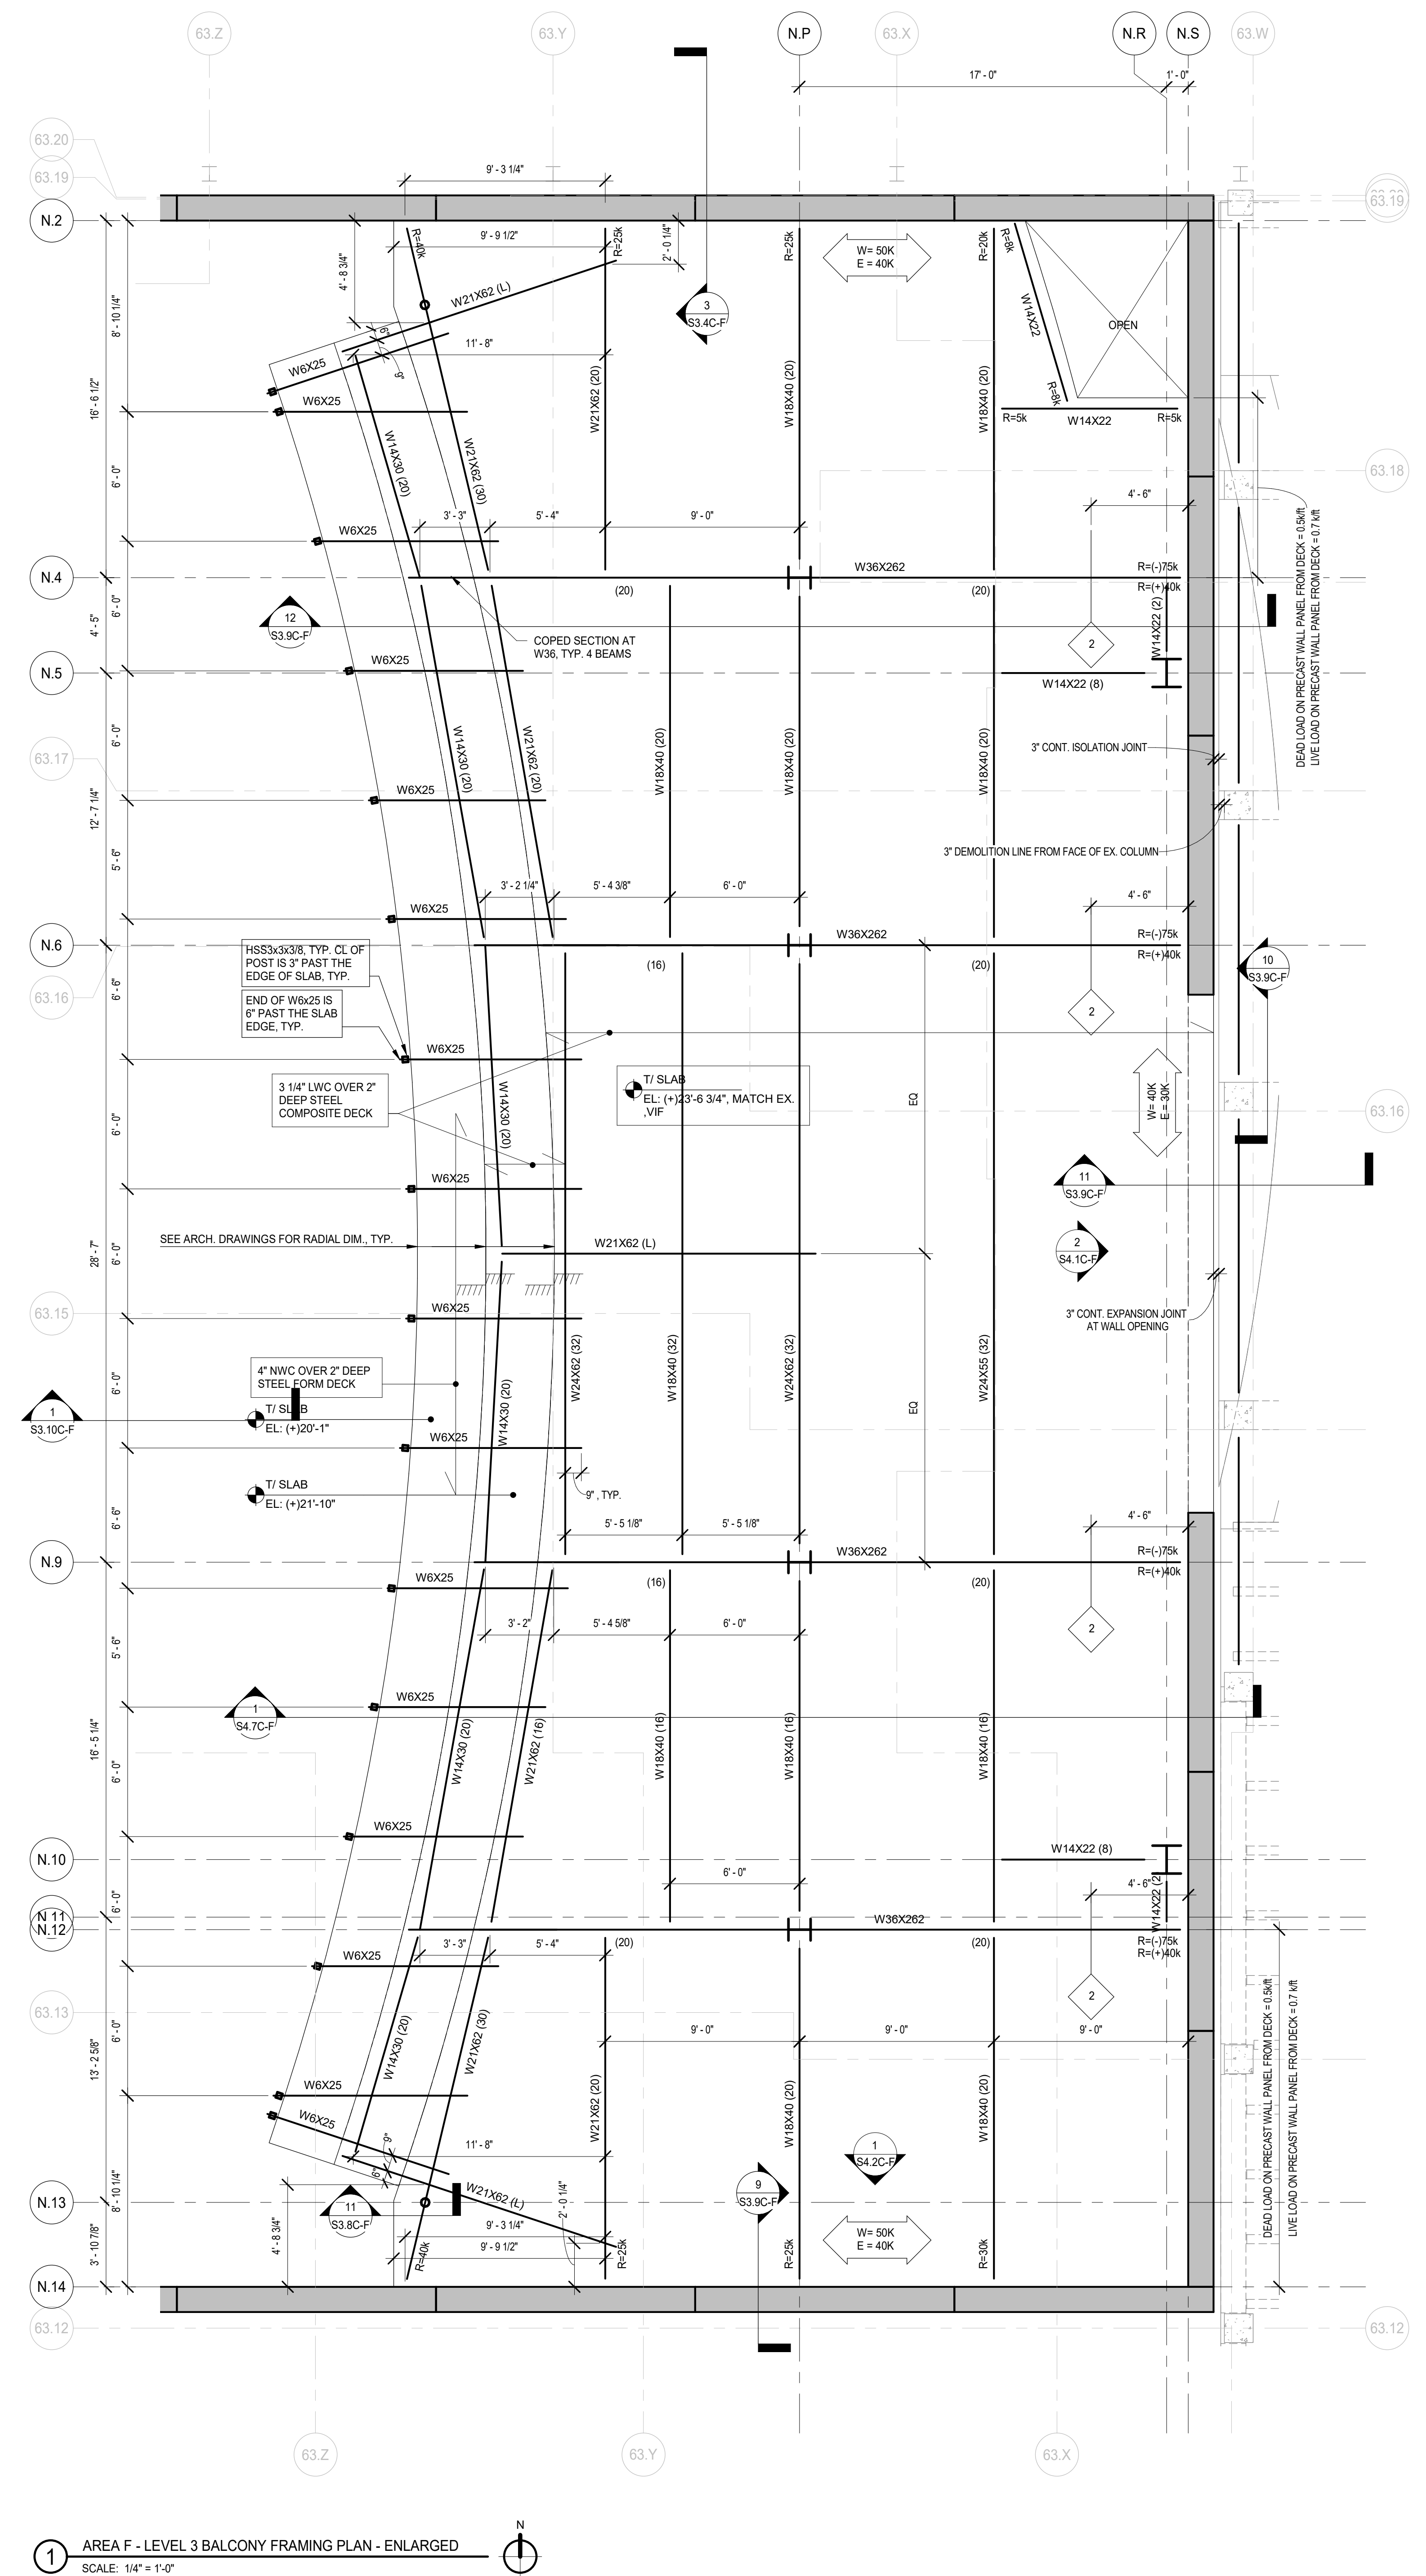 63.Z
63.Y
N.P
63.X
N.R
N.S
63.W
17' - 0"
1' - 0"
63.20
63.19
63.19
N.2
9' - 3 1/4"
9' - 9 1/2"
2' - 0 1/4"
4' - 8 3/4"
R=40k
R=25k
R=25k
R=20k
R=8k
W= 50K
E = 40K
W21X62 (L)
3
S3.4C-F
W14X22
OPEN
8' - 10 1/4"
6"
9"
11' - 8"
W6X25
W6X25
16' - 6 1/2"
W21X62 (20)
W18X40 (20)
W18X40 (20)
R=8k
R=5k
W14X22
R=5k
W14X30 (20)
W21X62 (30)
6' - 0"
63.18
4' - 6"
3' - 3"
5' - 4"
9' - 0"
W6X25
DEAD LOAD ON PRECAST WALL PANEL FROM DECK = 0.5k/ft
LIVE LOAD ON PRECAST WALL PANEL FROM DECK = 0.7 k/ft
N.4
W36X262
R=(-)75k
R=(+)40k
(20)
(20)
6' - 0"
4' - 5"
12
S3.9C-F
COPED SECTION AT
W36, TYP. 4 BEAMS
2
W14X22 (2)
W6X25
N.5
W14X22 (8)
6' - 0"
63.17
W14X30 (20)
W21X62 (20)
W18X40 (20)
W18X40 (20)
W18X40 (20)
3" CONT. ISOLATION JOINT
W6X25
12' - 7 1/4"
5' - 6"
3" DEMOLITION LINE FROM FACE OF EX. COLUMN
3' - 2 1/4"
5' - 4 3/8"
6' - 0"
4' - 6"
W6X25
N.6
W36X262
R=(-)75k
R=(+)40k
(16)
(20)
HSS3x3x3/8, TYP. CL OF
POST IS 3" PAST THE
EDGE OF SLAB, TYP.
10
S3.9C-F
63.16
6' - 6"
END OF W6x25 IS
6" PAST THE SLAB
EDGE, TYP.
2
W6X25
3 1/4" LWC OVER 2"
DEEP STEEL
COMPOSITE DECK
T/ SLAB
EL: (+)23'-6 3/4", MATCH EX.
,VIF
EQ
W= 40K
E = 30K
63.16
W14X30 (20)
6' - 0"
W6X25
11
S3.9C-F
SEE ARCH. DRAWINGS FOR RADIAL DIM., TYP.
W21X62 (L)
2
S4.1C-F
28' - 7"
6' - 0"
W6X25
63.15
3" CONT. EXPANSION JOINT
AT WALL OPENING
W24X62 (32)
W18X40 (32)
W24X62 (32)
W24X55 (32)
4" NWC OVER 2" DEEP
STEEL FORM DECK
6' - 0"
W14X30 (20)
EQ
1
S3.10C-F
T/ SLAB
EL: (+)20'-1"
W6X25
T/ SLAB
EL: (+)21'-10"
9" , TYP.
6' - 6"
5' - 5 1/8"
5' - 5 1/8"
4' - 6"
N.9
W36X262
R=(-)75k
R=(+)40k
W6X25
(16)
(20)
3' - 2"
5' - 4 5/8"
6' - 0"
2
5' - 6"
W6X25
1
S4.7C-F
16' - 5 1/4"
W14X30 (20)
W21X62 (16)
W18X40 (16)
W18X40 (16)
W18X40 (16)
6' - 0"
W6X25
N.10
W14X22 (8)
6' - 0"
4' - 6"
W14X22 (2)
6' - 0"
N.11
N.12
W36X262
R=(-)75k
R=(+)40k
3' - 3"
5' - 4"
(20)
(20)
W6X25
2
63.13
6' - 0"
13' - 2 5/8"
W14X30 (20)
W21X62 (30)
9' - 0"
9' - 0"
9' - 0"
DEAD LOAD ON PRECAST WALL PANEL FROM DECK = 0.5k/ft
LIVE LOAD ON PRECAST WALL PANEL FROM DECK = 0.7 k/ft
W6X25
W6X25
W21X62 (20)
W18X40 (20)
W18X40 (20)
9"
6"
11' - 8"
1
S4.2C-F
8' - 10 1/4"
N.13
W21X62 (L)
9
S3.9C-F
11
S3.8C-F
4' - 8 3/4"
2' - 0 1/4"
9' - 3 1/4"
9' - 9 1/2"
3' - 10 7/8"
R=40k
R=25k
R=25k
W= 50K
E = 40K
R=30k
N.14
63.12
63.12
63.Z
63.Y
63.X
N
1
AREA F - LEVEL 3 BALCONY FRAMING PLAN - ENLARGED
SCALE: 1/4" = 1'-0"